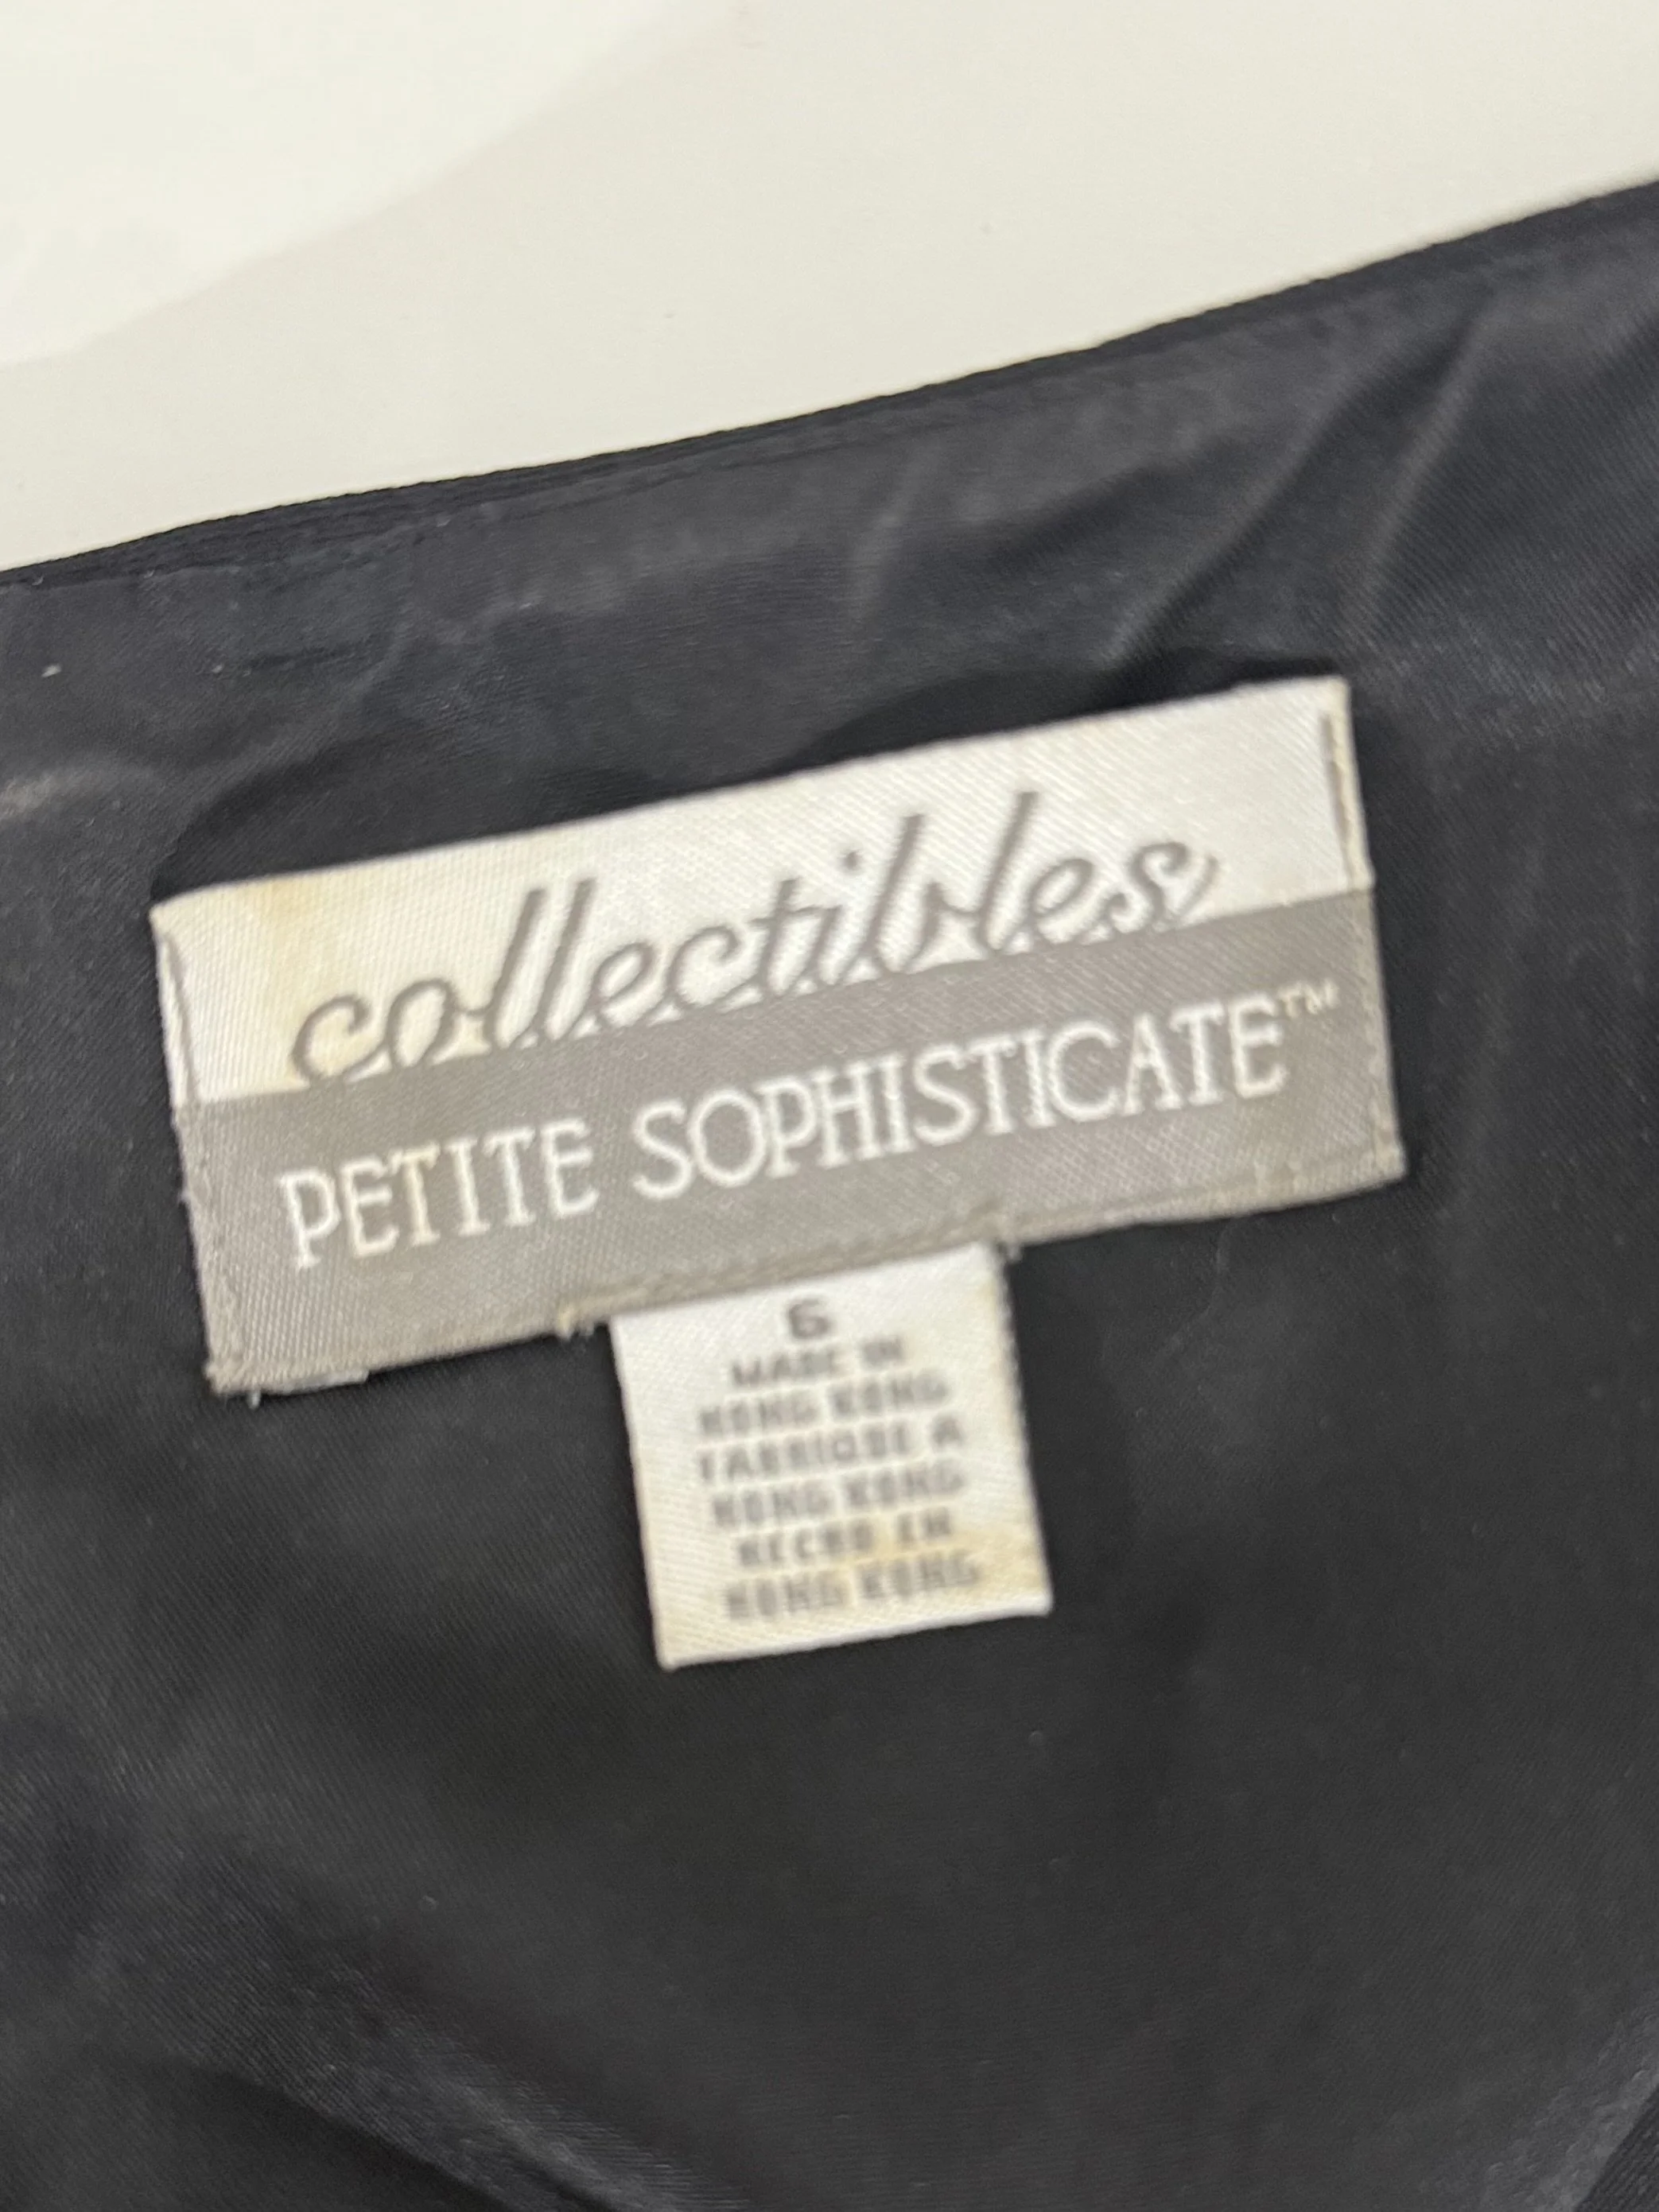 collectibles
PETITE SOPHISTICATE™
6
MADE IN
HONG KONG
FABRIQUE A
HONG KONG
HECHO EN
HONG KONG